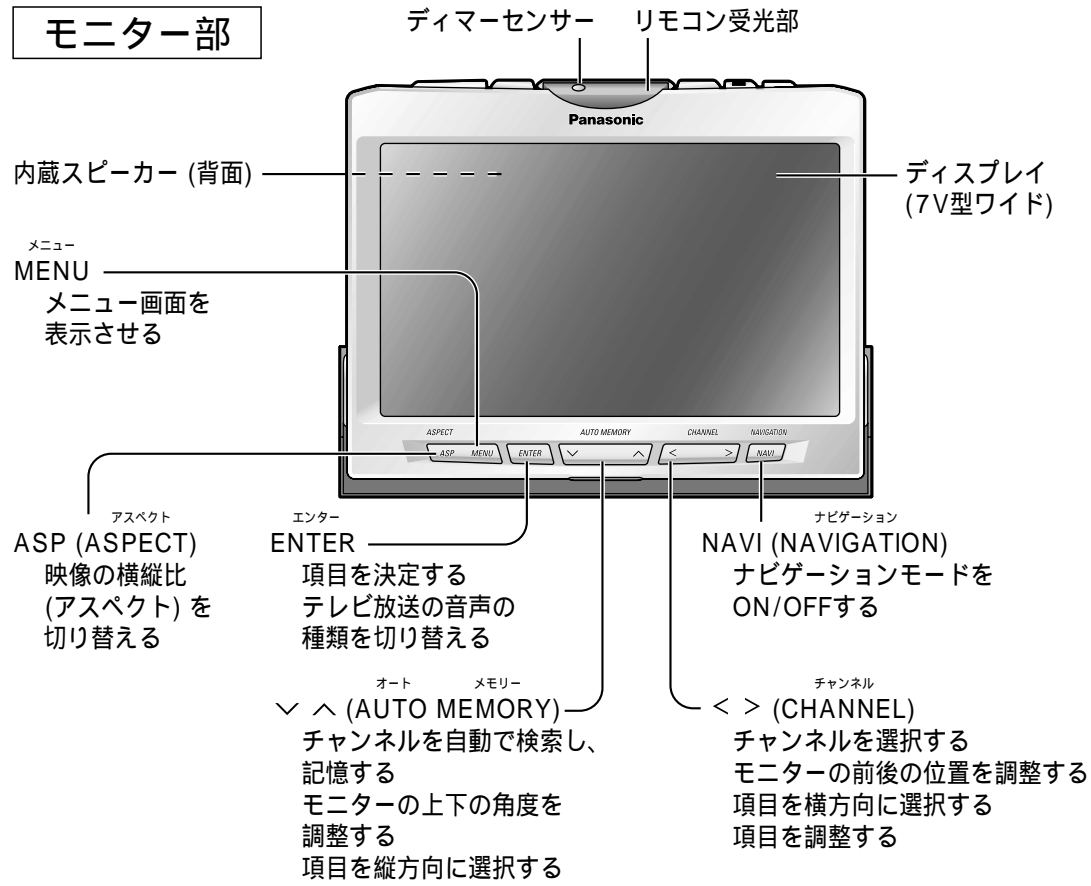 モニター部
ディマーセンサー
リモコン受光部
Panasonic
内蔵スピーカー (背面)
ディスプレイ
(7V型ワイド)
メニュー
MENU
メニュー画面を
表示させる
ASPECT
AUTO MEMORY
CHANNEL
NAVIGATION
ASP MENU
ENTER
∨ ∧
< >
NAVI
アスペクト
ASP (ASPECT)
映像の横縦比
(アスペクト) を
切り替える
エンター
ENTER
項目を決定する
テレビ放送の音声の
種類を切り替える
ナビゲーション
NAVI (NAVIGATION)
ナビゲーションモードを
ON/OFFする
オート メモリー
∨ ∧ (AUTO MEMORY)
チャンネルを自動で検索し、
記憶する
モニターの上下の角度を
調整する
項目を縦方向に選択する
チャンネル
< > (CHANNEL)
チャンネルを選択する
モニターの前後の位置を調整する
項目を横方向に選択する
項目を調整する